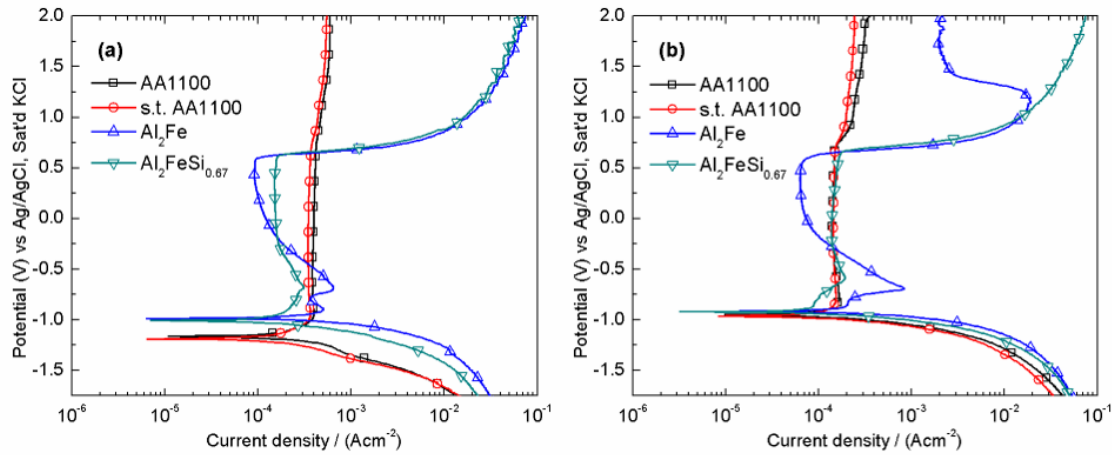 (a)
AA1100
s.t. AA1100
Al₂Fe
Al₂FeSi₀.₆₇
2.0
1.5
1.0
0.5
0.0
-0.5
-1.0
-1.5
Potential (V) vs Ag/AgCl, Sat'd KCl
10⁻⁶ 10⁻⁵ 10⁻⁴ 10⁻³ 10⁻² 10⁻¹
Current density / (Acm⁻²)
(b)
AA1100
s.t. AA1100
Al₂Fe
Al₂FeSi₀.₆₇
2.0
1.5
1.0
0.5
0.0
-0.5
-1.0
-1.5
Potential (V) vs Ag/AgCl, Sat'd KCl
10⁻⁶ 10⁻⁵ 10⁻⁴ 10⁻³ 10⁻² 10⁻¹
Current density / (Acm⁻²)